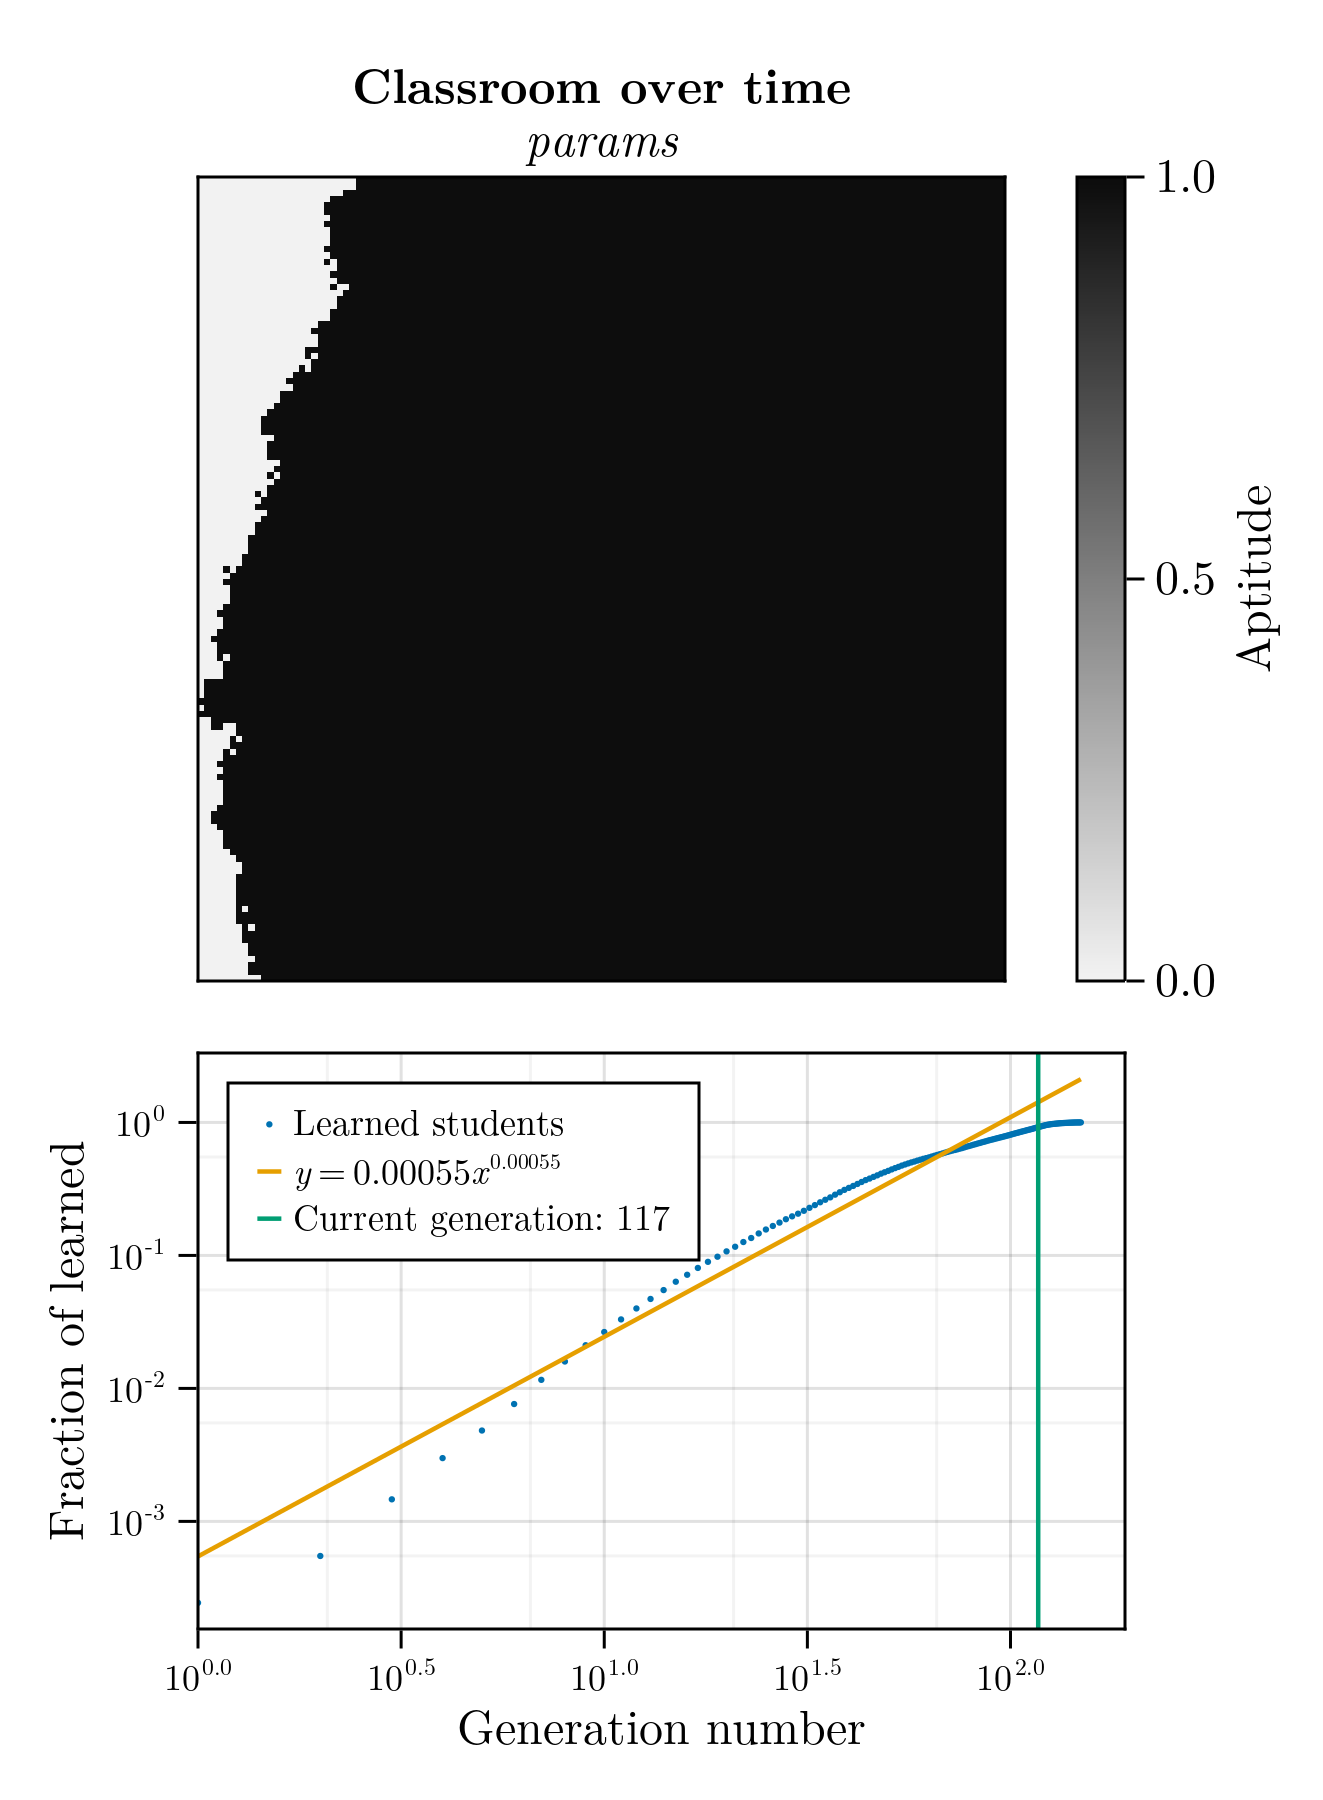 Classroom over time
params
1.0
0.5
0.0
Aptitude
Learned students
y = 0.00055x^0.00055
Current generation: 117
10^0
10^-1
10^-2
10^-3
Fraction of learned
10^0.0 10^0.5 10^1.0 10^1.5 10^2.0
Generation number